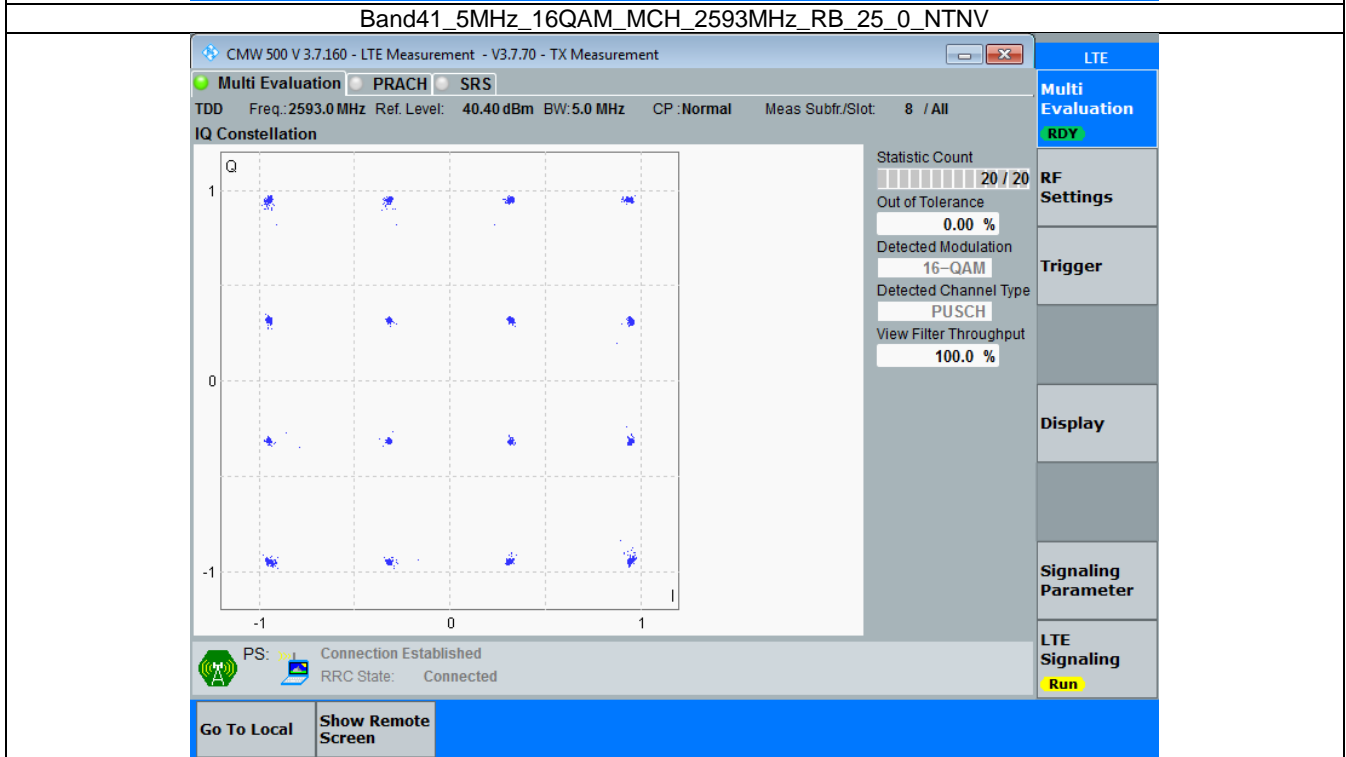 Band41_5MHz_16QAM_MCH_2593MHz_RB_25_0_NTNV
CMW 500 V 3.7.160 - LTE Measurement - V3.7.70 - TX Measurement
LTE
Multi Evaluation PRACH SRS
Multi
Evaluation
RDY
TDD Freq.:2593.0 MHz Ref. Level: 40.40 dBm BW:5.0 MHz CP :Normal Meas Subfr./Slot: 8 / All
IQ Constellation
Q
1
0
-1
-1 0 1
I
Statistic Count
20 / 20
Out of Tolerance
0.00 %
Detected Modulation
16-QAM
Detected Channel Type
PUSCH
View Filter Throughput
100.0 %
RF
Settings
Trigger
Display
Signaling
Parameter
LTE
Signaling
Run
PS: Connection Established
RRC State: Connected
Go To Local
Show Remote
Screen